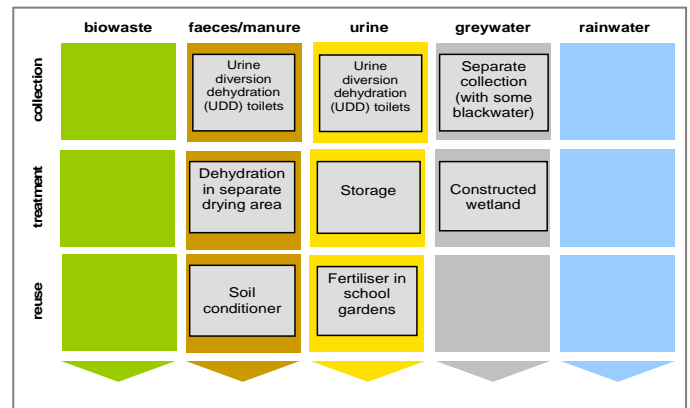 biowaste faeces/manure urine greywater rainwater
collection
Urine
diversion
dehydration
(UDD) toilets
Urine
diversion
dehydration
(UDD) toilets
Separate
collection
(with some
blackwater)
treatment
Dehydration
in separate
drying area
Storage
Constructed
wetland
reuse
Soil
conditioner
Fertiliser in
school
gardens